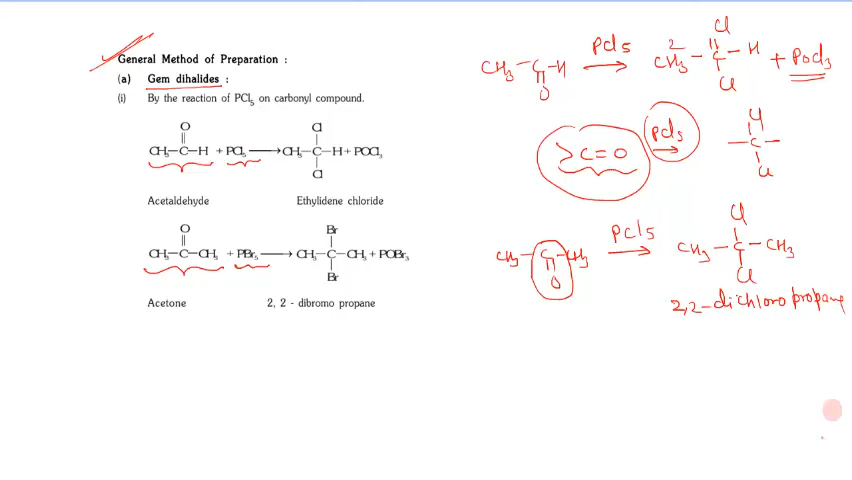 General Method of Preparation :
(a) Gem dihalides :
(i) By the reaction of PCl₅ on carbonyl compound.
O
CH₃—C—H + PCl₅ ⟶ CH₃—C—H + POCl₃
Cl
Cl
Acetaldehyde Ethylidene chloride
O
CH₃—C—CH₃ + PBr₅ ⟶ CH₃—C—CH₃ + POBr₃
Br
Br
Acetone 2, 2 - dibromo propane
CH₃—C—H
O
PCl₅
Cl
CH₃—C—H + POCl₃
2
Cl
>C=O
PCl₅
Cl
—C—
Cl
CH₃—C—CH₃
O
PCl₅
Cl
CH₃—C—CH₃
Cl
2,2-dichloropropane